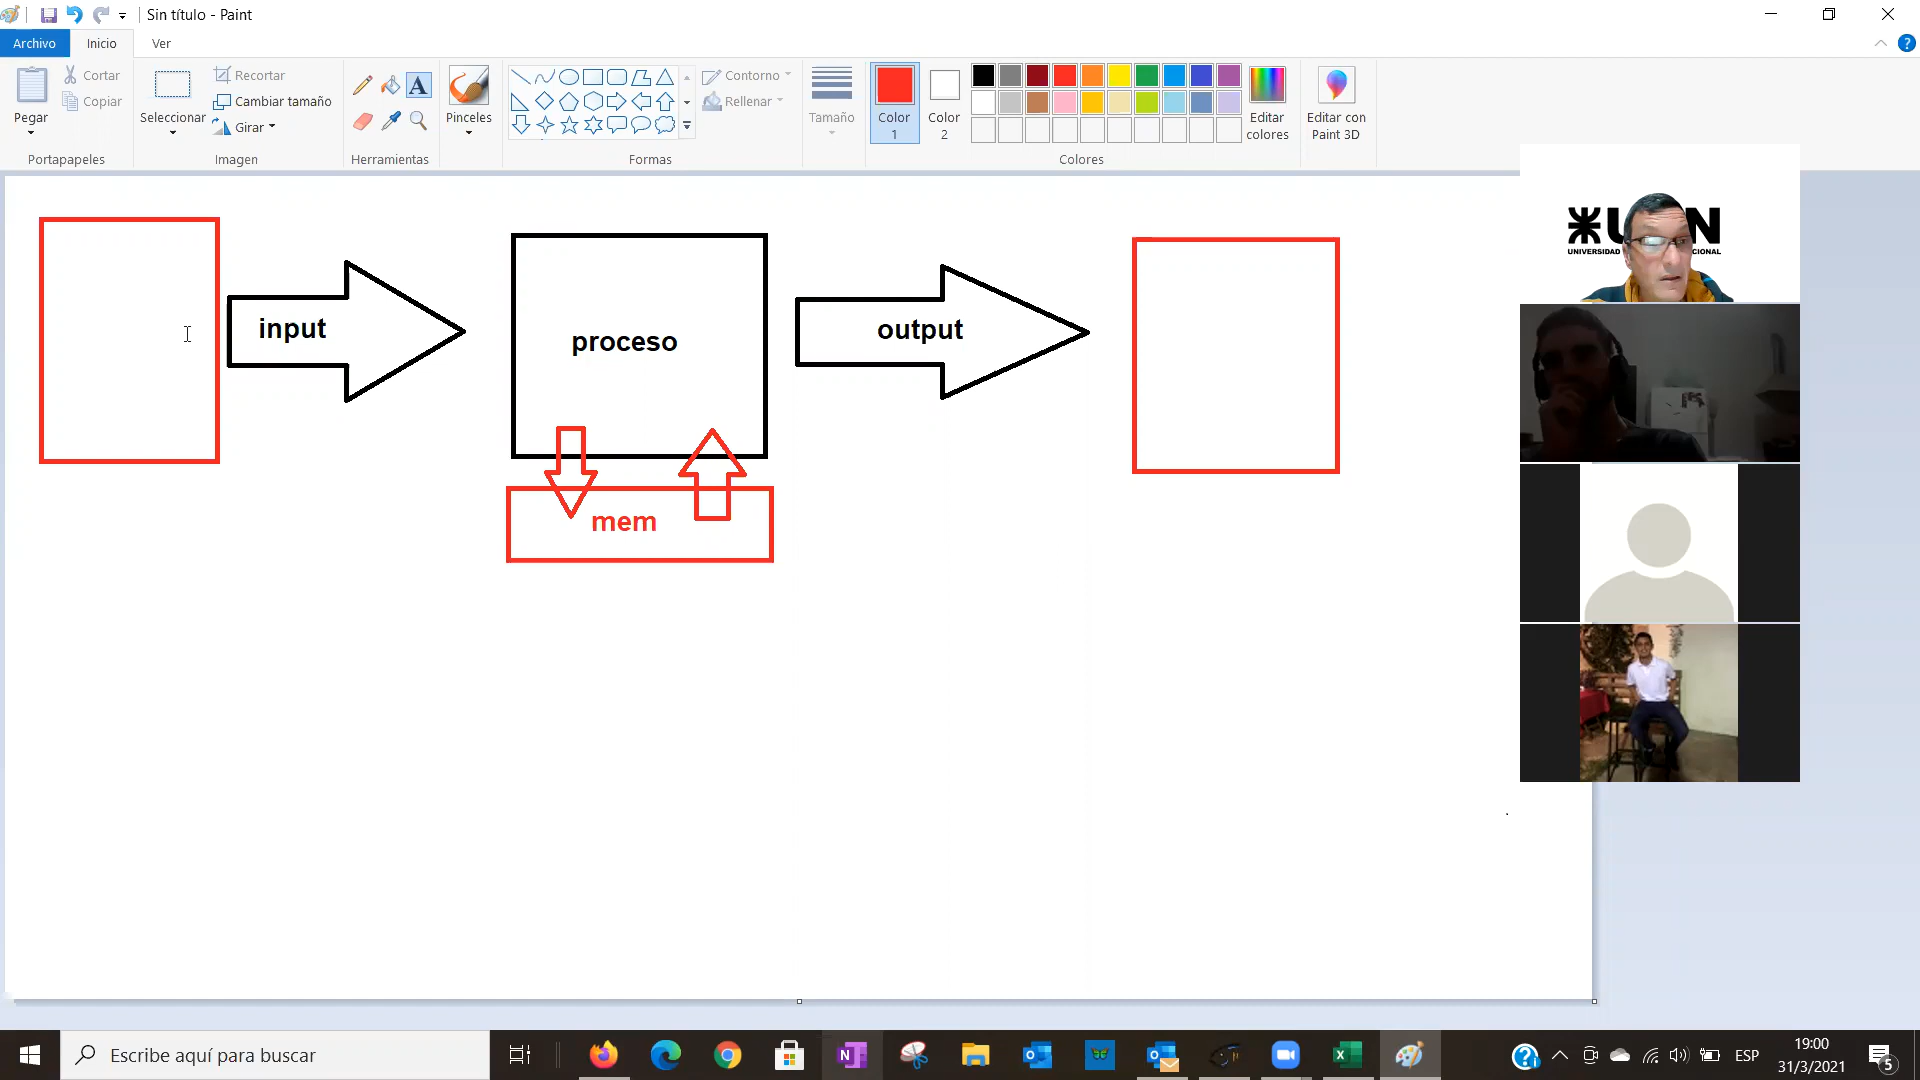 Sin título - Paint
Archivo
Inicio
Ver
Pegar
Cortar
Copiar
Portapapeles
Seleccionar
Recortar
Cambiar tamaño
Girar
Imagen
A
Herramientas
Pinceles
Contorno
Rellenar
Formas
Tamaño
Color
1
Color
2
Editar
colores
Colores
Editar con
Paint 3D
input
proceso
output
mem
Escribe aquí para buscar
ESP
19:00
31/3/2021
5